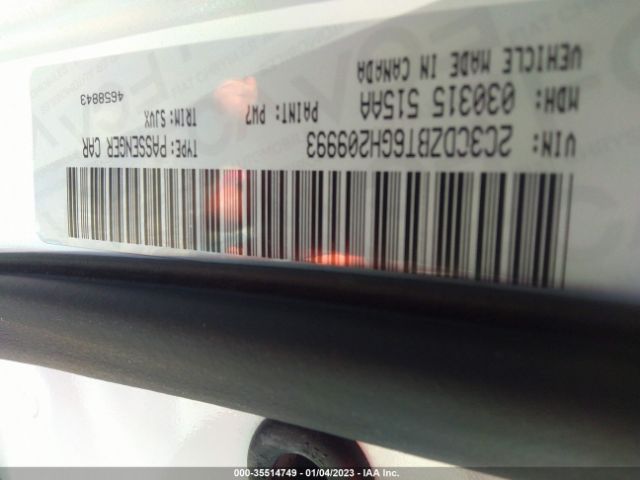 VIN: 2C3CDZBT6GH209993 TYPE: PASSENGER CAR
MDH: 030315 515AA PAINT: PW7 TRIM: SJVX
VEHICLE MADE IN CANADA 4658843
000-35514749 - 01/04/2023 - IAA Inc.